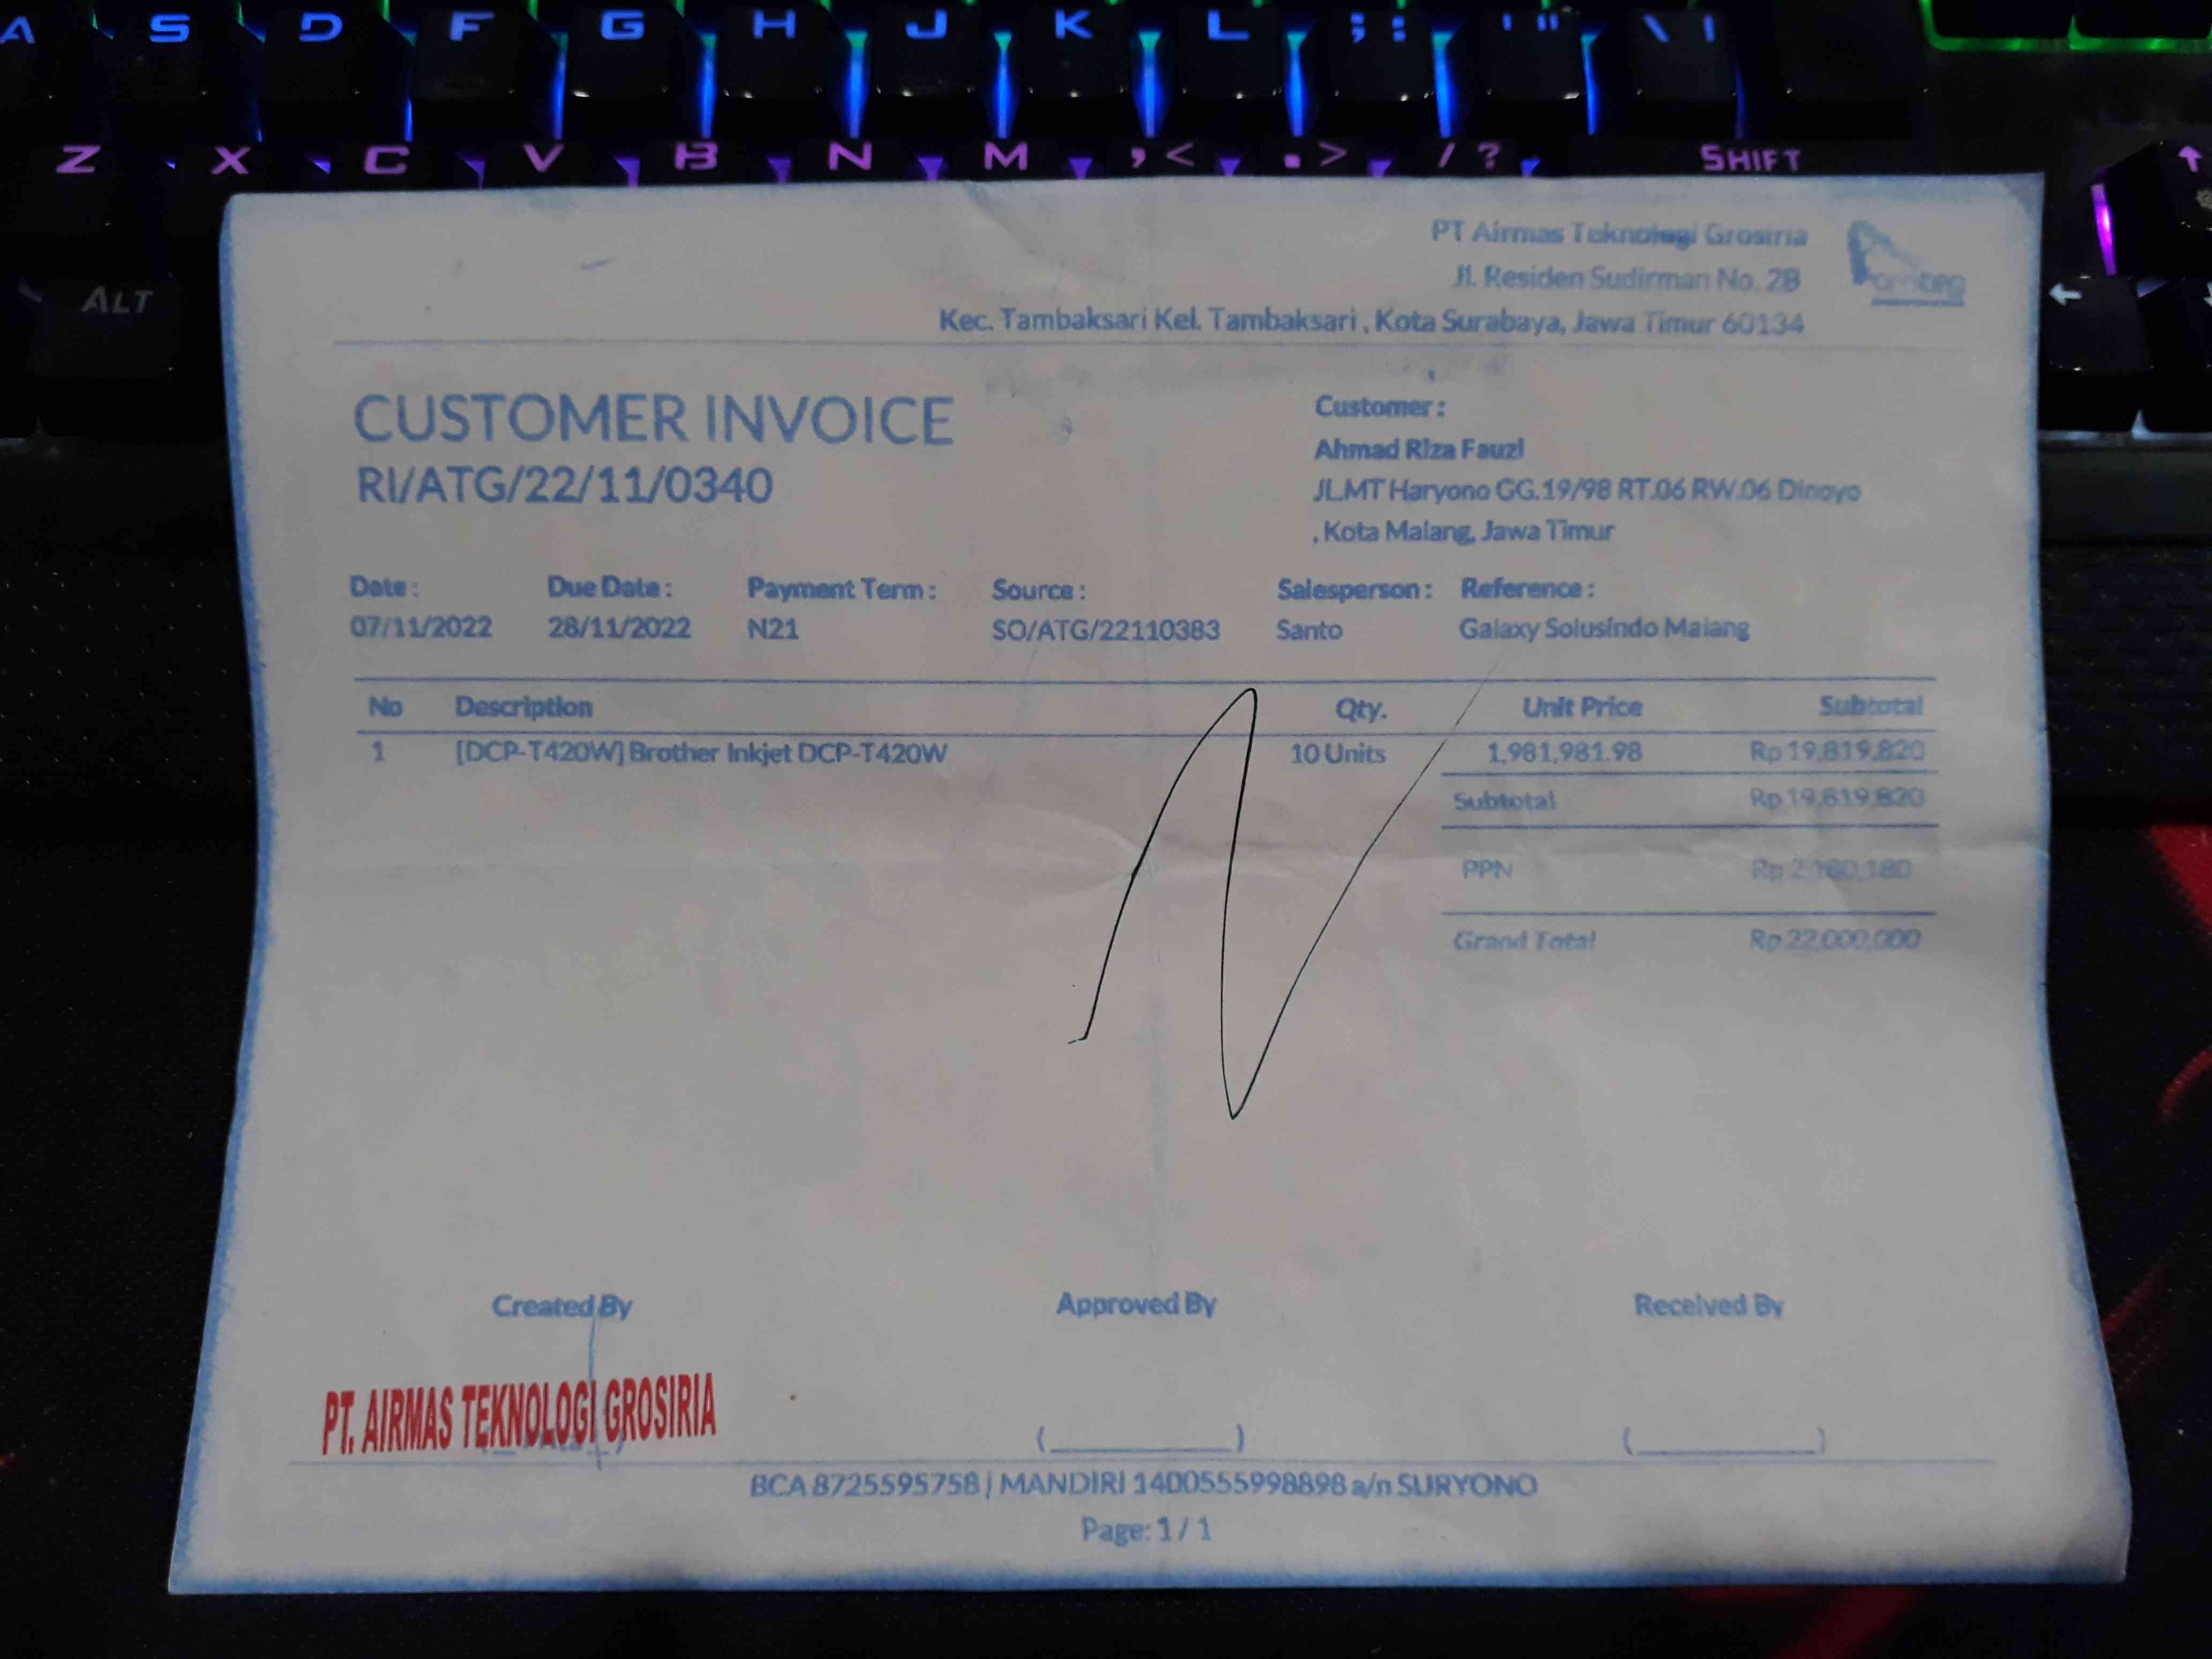 A S D F G H J K L ; : ' " \ |
Z X C V B N M , < . > / ? SHIFT
ALT
PT Airmas Teknologi Grosiria
Jl. Residen Sudirman No. 2B
Kec. Tambaksari Kel. Tambaksari , Kota Surabaya, Jawa Timur 60134
CUSTOMER INVOICE
RI/ATG/22/11/0340
Customer :
Ahmad Riza Fauzi
JL.MT Haryono GG.19/98 RT.06 RW.06 Dinoyo
, Kota Malang, Jawa Timur
Date : Due Date : Payment Term : Source : Salesperson : Reference :
07/11/2022 28/11/2022 N21 SO/ATG/22110383 Santo Galaxy Solusindo Malang
No Description Qty. Unit Price Subtotal
1 [DCP-T420W] Brother Inkjet DCP-T420W 10 Units 1,981,981.98 Rp 19,819,820
Subtotal Rp 19,819,820
PPN Rp 2,180,180
Grand Total Rp 22,000,000
Created By Approved By Received By
PT. AIRMAS TEKNOLOGI GROSIRIA
(__________) (__________)
BCA 8725595758 | MANDIRI 1400555998898 a/n SURYONO
Page: 1 / 1